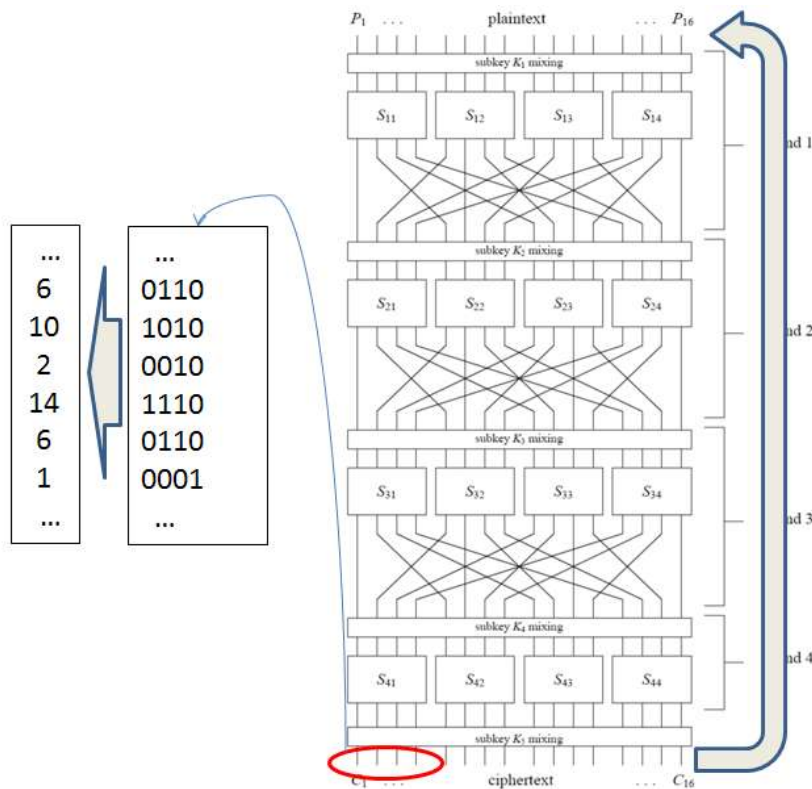 P1 ... plaintext ... P16
subkey K1 mixing
S11 S12 S13 S14
nd 1
subkey K2 mixing
S21 S22 S23 S24
nd 2
subkey K3 mixing
S31 S32 S33 S34
nd 3
subkey K4 mixing
S41 S42 S43 S44
nd 4
subkey K5 mixing
C1 ... ciphertext ... C16
...
6
10
2
14
6
1
...
...
0110
1010
0010
1110
0110
0001
...